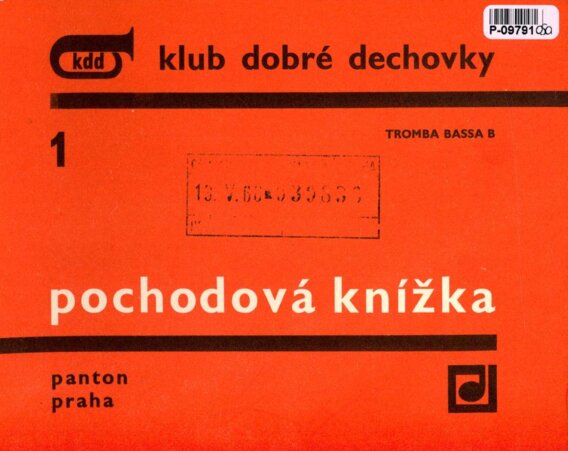 P-09791
kdd
klub dobré dechovky
1
TROMBA BASSA B
pochodová knížka
panton
praha